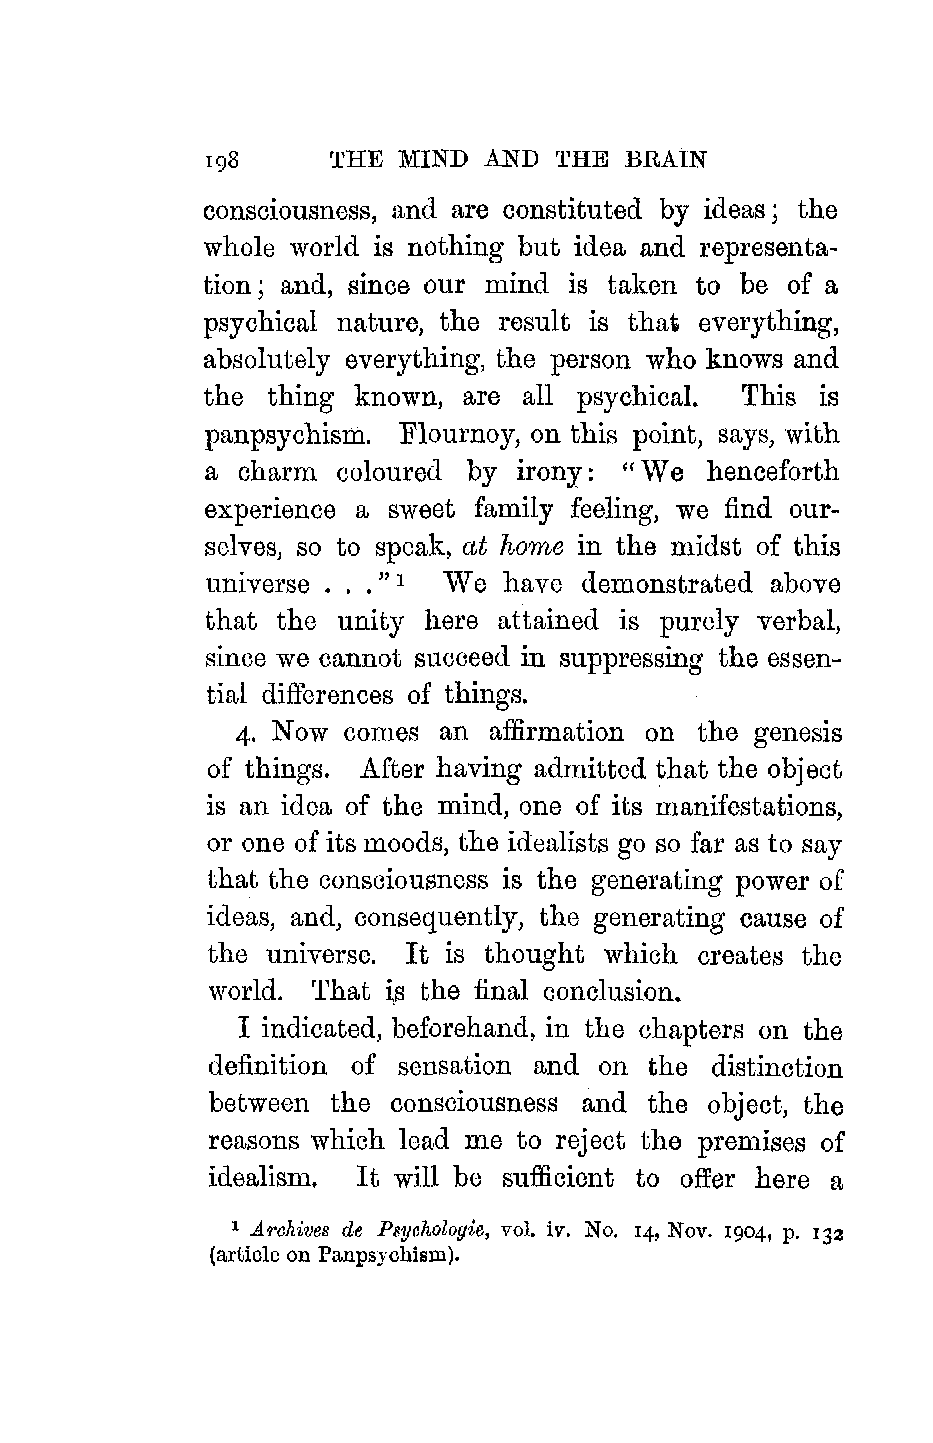 198 THE MIND AND THE BRAIN
consciousness, and are constituted by ideas; the
whole world is nothing but idea and representa-
tion; and, since our mind is taken to be of a
psychical nature, the result is that everything,
absolutely everything, the person who knows and
the thing known, are all psychical. This is
panpsychism. Flournoy, on this point, says, with
a charm coloured by irony: "We henceforth
experience a sweet family feeling, we find our-
selves, so to speak, at home in the midst of this
universe . . ." 1 We have demonstrated above
that the unity here attained is purely verbal,
since we cannot succeed in suppressing the essen-
tial differences of things.
4. Now comes an affirmation on the genesis
of things. After having admitted that the object
is an idea of the mind, one of its manifestations,
or one of its moods, the idealists go so far as to say
that the consciousness is the generating power of
ideas, and, consequently, the generating cause of
the universe. It is thought which creates the
world. That is the final conclusion.
I indicated, beforehand, in the chapters on the
definition of sensation and on the distinction
between the consciousness and the object, the
reasons which lead me to reject the premises of
idealism. It will be sufficient to offer here a
1 Archives de Psychologie, vol. iv. No. 14, Nov. 1904, p. 132
(article on Panpsychism).